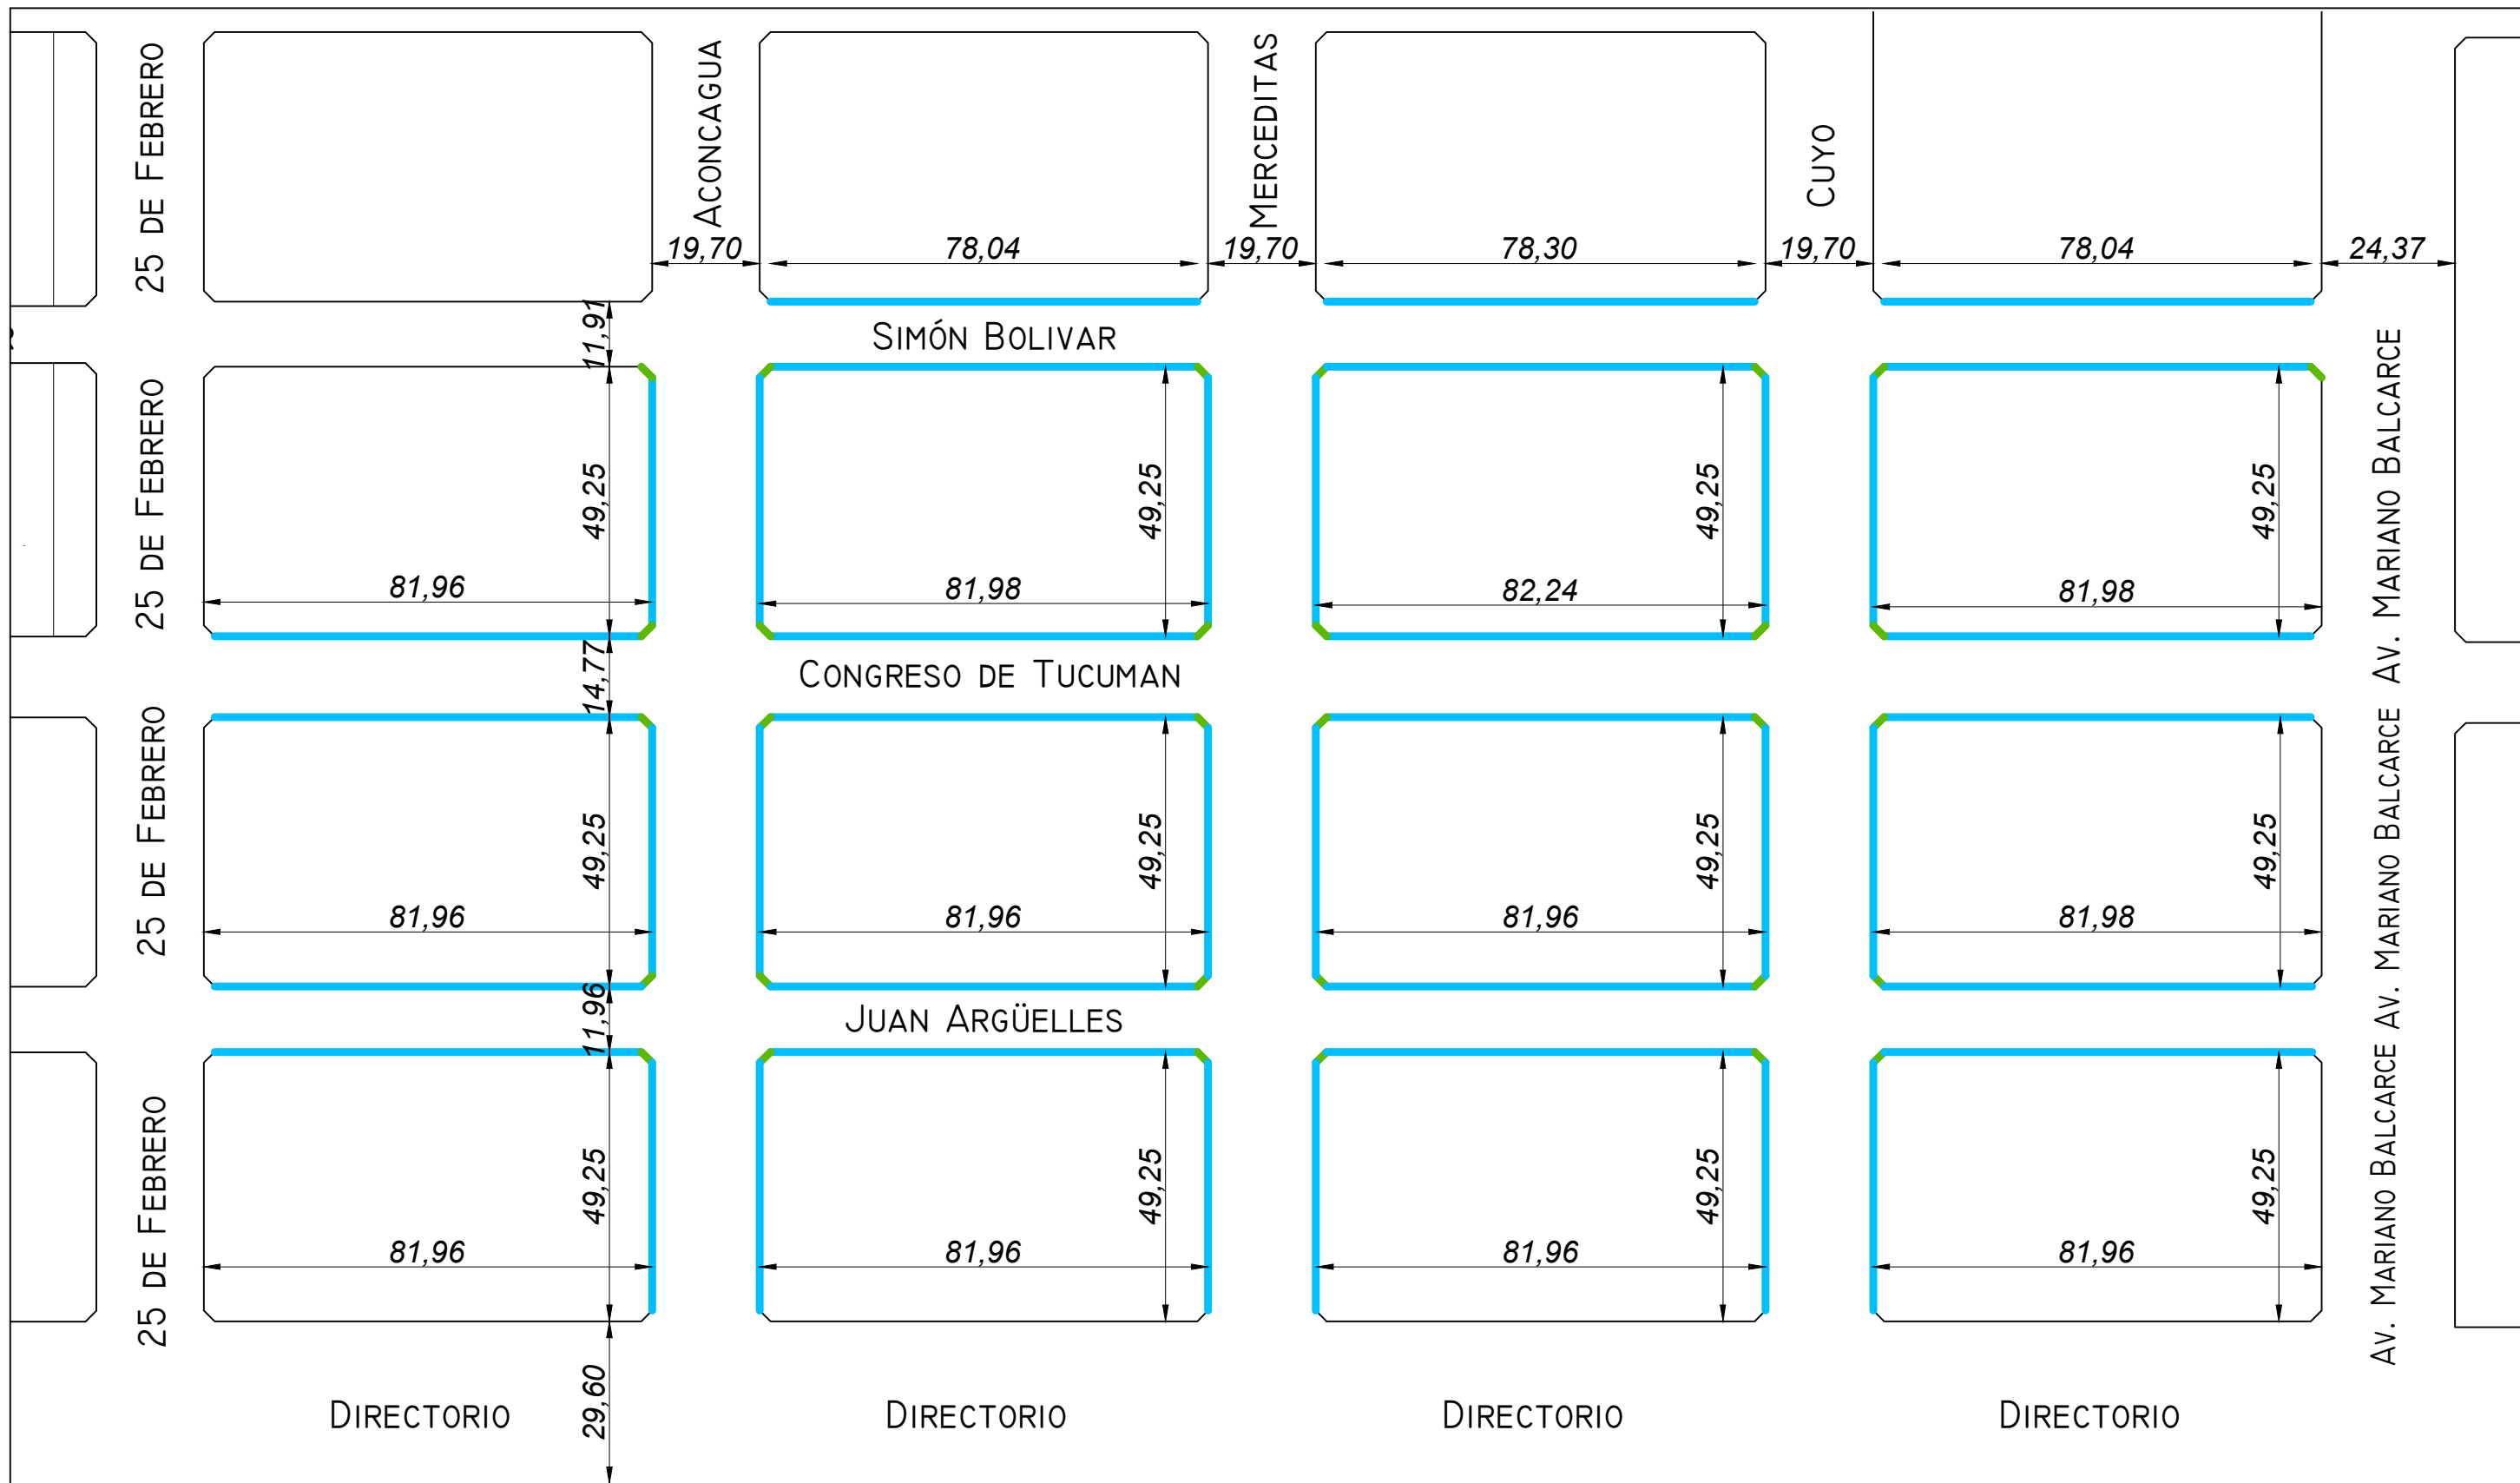 25 DE FEBRERO
ACONCAGUA
MERCEDITAS
CUYO
19,70
78,04
19,70
78,30
19,70
78,04
24,37
11,91
SIMÓN BOLIVAR
25 DE FEBRERO
49,25
49,25
49,25
49,25
AV. MARIANO BALCARCE
81,96
81,98
82,24
81,98
14,77
CONGRESO DE TUCUMAN
25 DE FEBRERO
49,25
49,25
49,25
49,25
AV. MARIANO BALCARCE
81,96
81,96
81,96
81,98
11,96
JUAN ARGÜELLES
25 DE FEBRERO
49,25
49,25
49,25
49,25
AV. MARIANO BALCARCE
81,96
81,96
81,96
81,96
29,60
DIRECTORIO
DIRECTORIO
DIRECTORIO
DIRECTORIO